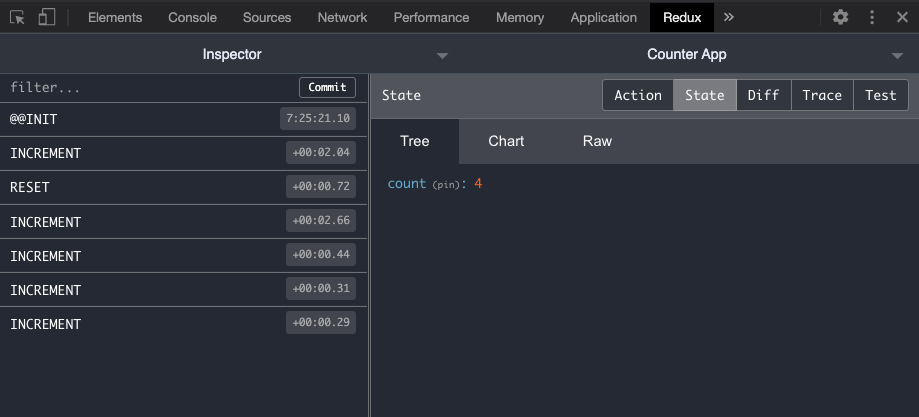 Elements Console Sources Network Performance Memory Application Redux »
Inspector Counter App
filter... Commit
@@INIT 7:25:21.10
INCREMENT +00:02.04
RESET +00:00.72
INCREMENT +00:02.66
INCREMENT +00:00.44
INCREMENT +00:00.31
INCREMENT +00:00.29
State Action State Diff Trace Test
Tree Chart Raw
count (pin): 4